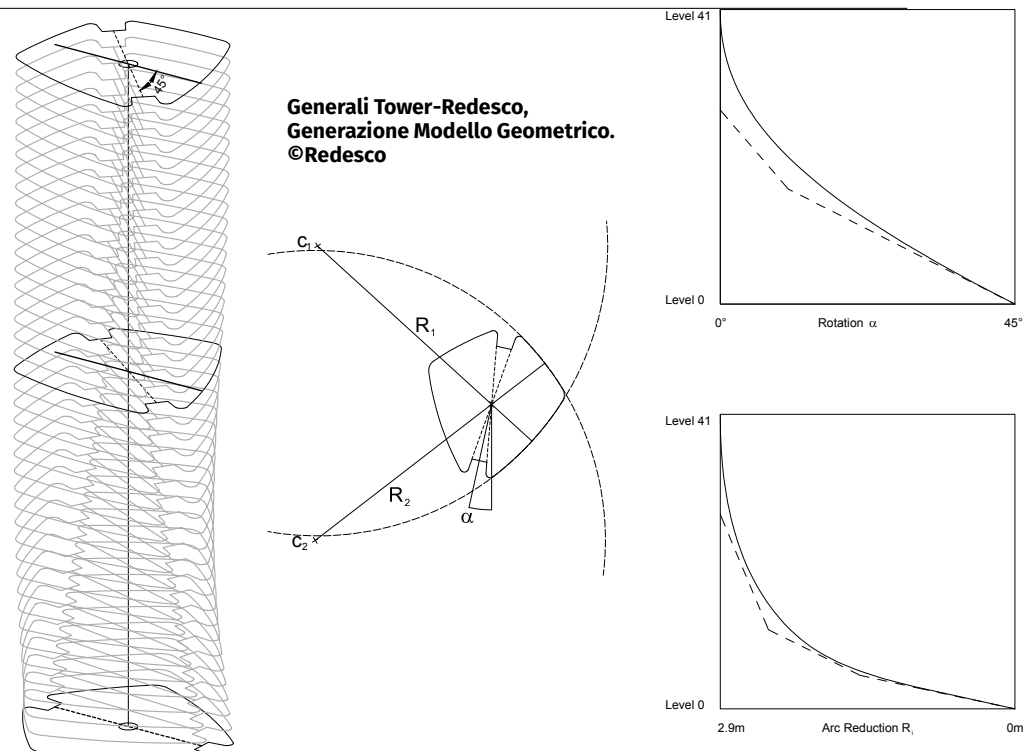 45°
Generali Tower-Redesco,
Generazione Modello Geometrico.
©Redesco
C1
R1
R2
α
C2
Level 41
Level 0
0°
Rotation α
45°
Level 41
Level 0
2.9m
Arc Reduction Ri
0m